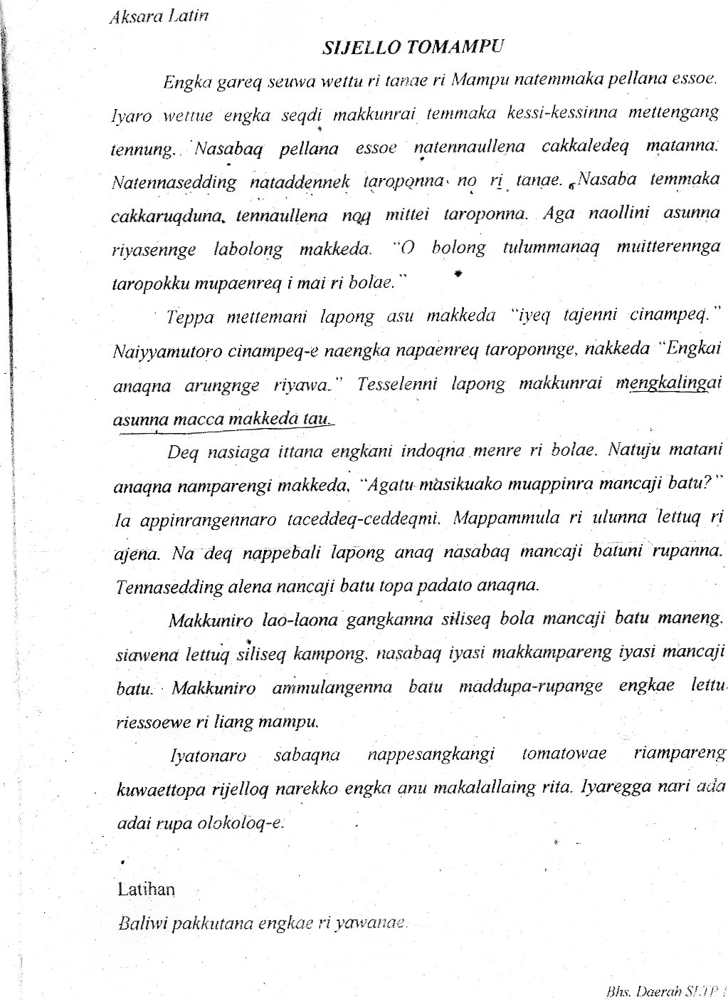 Aksara Latin
SIJELLO TOMAMPU
Engka gareq seuwa wettu ri tanae ri Mampu natemmaka pellana essoe.
Iyaro wettue engka seqdi makkunrai temmaka kessi-kessinna mettengang
tennung. Nasabaq pellana essoe natennaullena cakkaledeq matanna.
Natennasedding nataddennek taroponna no ri tanae. Nasaba temmaka
cakkaruqduna, tennaullena noq mittei taroponna. Aga naollini asunna
riyasennge labolong makkeda. "O bolong tulummanaq muitterennga
taropokku mupaenreq i mai ri bolae."
Teppa mettemani lapong asu makkeda "iyeq tajenni cinampeq."
Naiyyamutoro cinampeq-e naengka napaenreq taroponnge, nakkeda "Engkai
anaqna arungnge riyawa." Tesselenni lapong makkunrai mengkalingai
asunna macca makkeda tau.
Deq nasiaga ittana engkani indoqna menre ri bolae. Natuju matani
anaqna namparengi makkeda, "Agatu masikuako muappinra mancaji batu?"
Ia appinrangennaro taceddeq-ceddeqmi. Mappammula ri ulunna lettuq ri
ajena. Na deq nappebali lapong anaq nasabaq mancaji batuni rupanna.
Tennasedding alena nancaji batu topa padato anaqna.
Makkuniro lao-laona gangkanna siliseq bola mancaji batu maneng.
siawena lettuq siliseq kampong, nasabaq iyasi makkampareng iyasi mancaji
batu. Makkuniro ammulangenna batu maddupa-rupange engkae lettu
riessoewe ri liang mampu.
Iyatonaro sabaqna nappesangkangi tomatowae riampareng
kuwaettopa rijelloq narekko engka anu makalallaing rita. Iyaregga nari ada
adai rupa olokoloq-e.
Latihan
Baliwi pakkutana engkae ri yawanae.
Bhs. Daerah SLTP